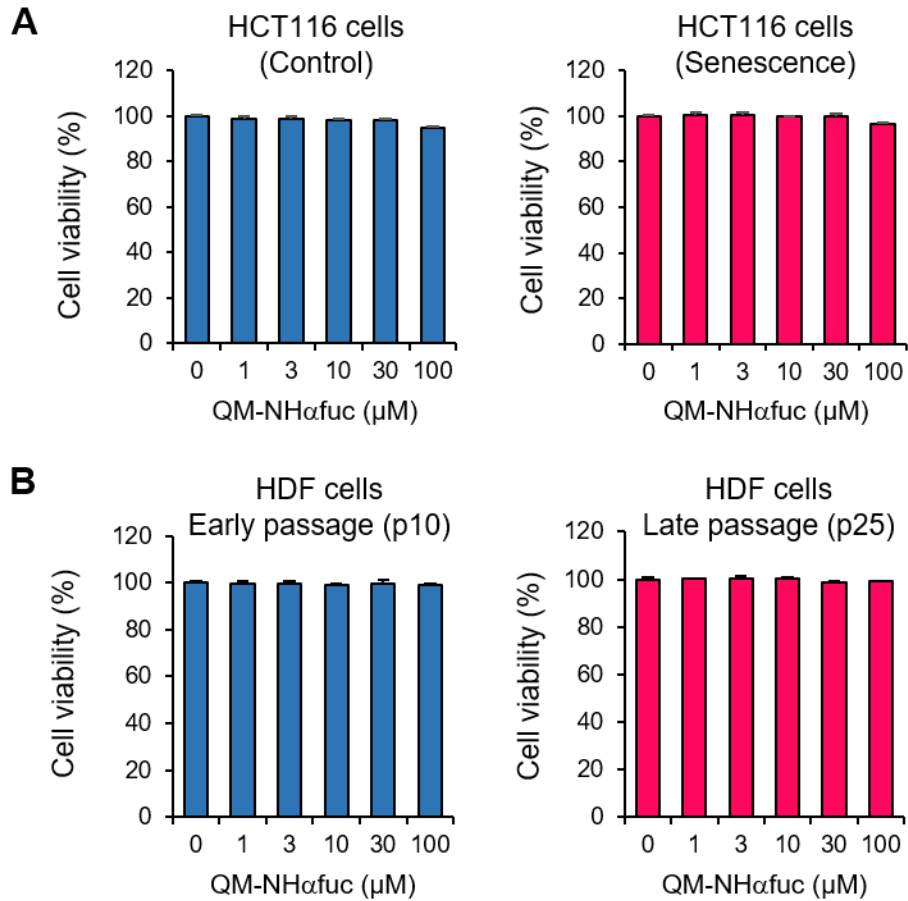 A
HCT116 cells
(Control)
Cell viability (%)
120
100
80
60
40
20
0
0 1 3 10 30 100
QM-NHαfuc (µM)
HCT116 cells
(Senescence)
Cell viability (%)
120
100
80
60
40
20
0
0 1 3 10 30 100
QM-NHαfuc (µM)
B
HDF cells
Early passage (p10)
Cell viability (%)
120
100
80
60
40
20
0
0 1 3 10 30 100
QM-NHαfuc (µM)
HDF cells
Late passage (p25)
Cell viability (%)
120
100
80
60
40
20
0
0 1 3 10 30 100
QM-NHαfuc (µM)